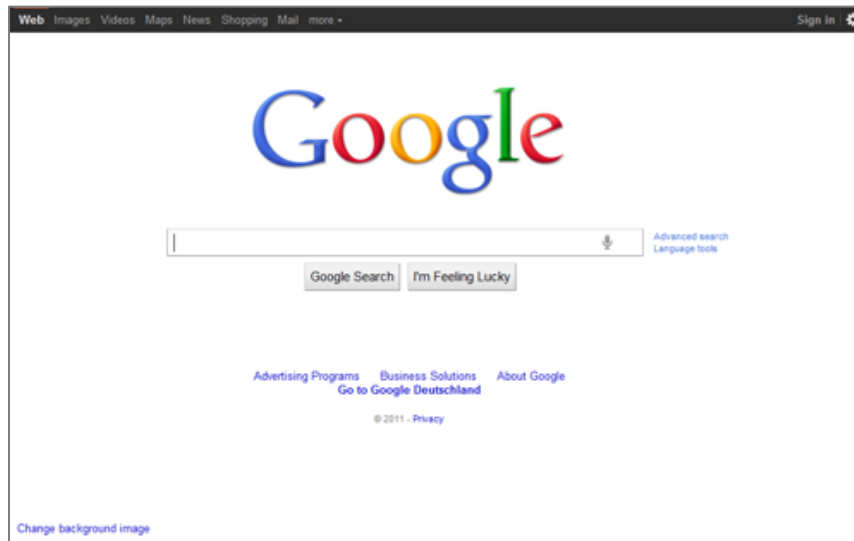 Web Images Videos Maps News Shopping Mail more Sign in
Google
Advanced search
Language tools
Google Search I'm Feeling Lucky
Advertising Programs Business Solutions About Google
Go to Google Deutschland
© 2011 - Privacy
Change background image